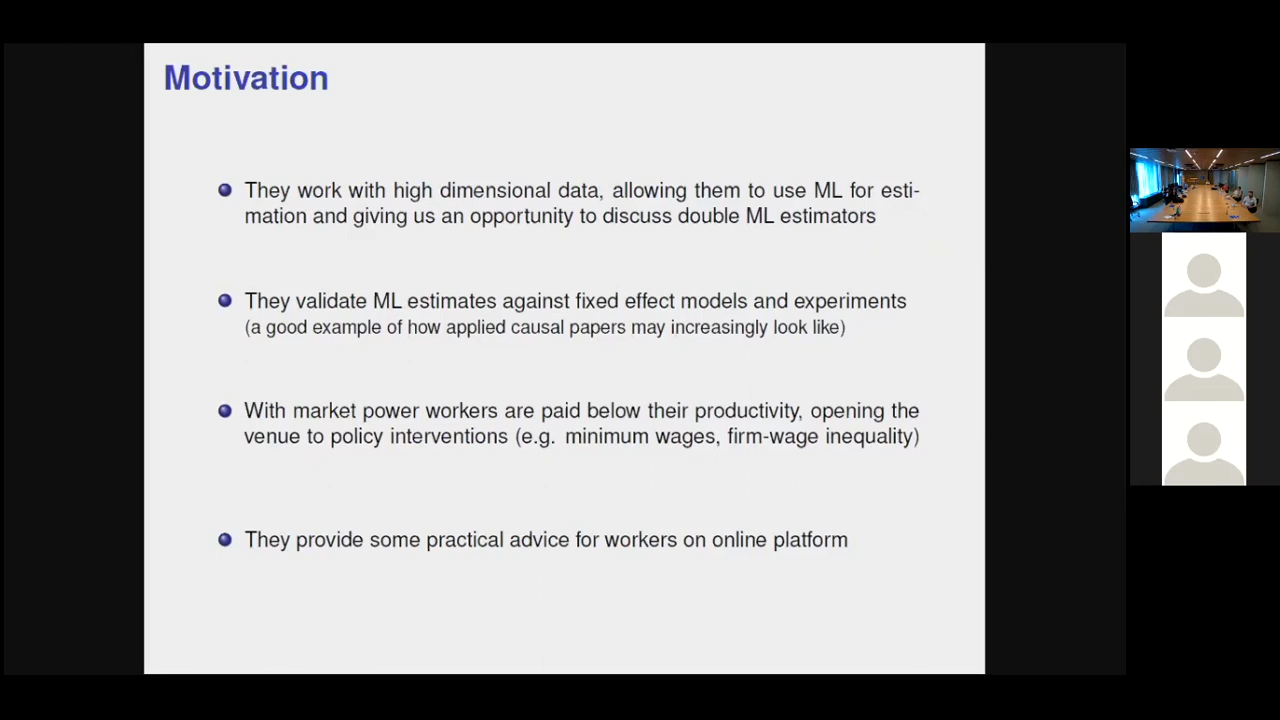 Motivation
They work with high dimensional data, allowing them to use ML for esti-
mation and giving us an opportunity to discuss double ML estimators
They validate ML estimates against fixed effect models and experiments
(a good example of how applied causal papers may increasingly look like)
With market power workers are paid below their productivity, opening the
venue to policy interventions (e.g. minimum wages, firm-wage inequality)
They provide some practical advice for workers on online platform